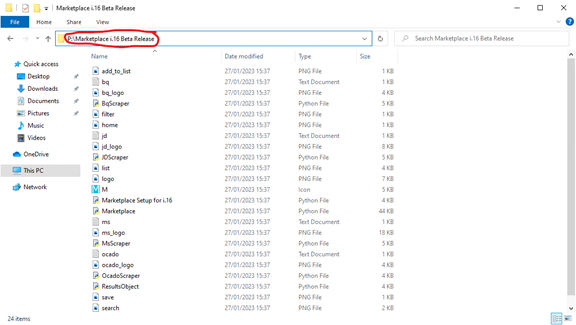 Marketplace i.16 Beta Release
File Home Share View
P:\Marketplace i.16 Beta Release
Search Marketplace i.16 Beta Release
Name Date modified Type Size
Quick access
Desktop
Downloads
Documents
Pictures
Music
Videos
OneDrive
This PC
Network
add_to_list 27/01/2023 15:37 PNG File 1 KB
bq 27/01/2023 15:37 Text Document 1 KB
bq_logo 27/01/2023 15:37 PNG File 4 KB
BqScraper 27/01/2023 15:37 Python File 5 KB
filter 27/01/2023 15:37 PNG File 1 KB
home 27/01/2023 15:37 PNG File 1 KB
jd 27/01/2023 15:37 Text Document 1 KB
jd_logo 27/01/2023 15:37 PNG File 8 KB
JDScraper 27/01/2023 15:37 Python File 5 KB
list 27/01/2023 15:37 PNG File 1 KB
logo 27/01/2023 15:37 PNG File 7 KB
M 27/01/2023 15:37 Icon 5 KB
Marketplace Setup for i.16 27/01/2023 15:37 Python File 4 KB
Marketplace 27/01/2023 15:37 Python File 44 KB
ms 27/01/2023 15:37 Text Document 1 KB
ms_logo 27/01/2023 15:37 PNG File 18 KB
MsScraper 27/01/2023 15:37 Python File 5 KB
ocado 27/01/2023 15:37 Text Document 1 KB
ocado_logo 27/01/2023 15:37 PNG File 4 KB
OcadoScraper 27/01/2023 15:37 Python File 4 KB
ResultsObject 27/01/2023 15:37 Python File 1 KB
save 27/01/2023 15:37 PNG File 1 KB
search 27/01/2023 15:37 PNG File 2 KB
24 items